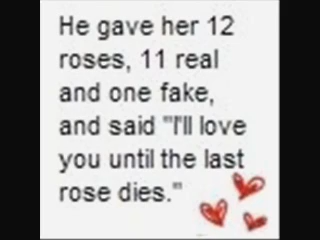 He gave her 12
roses, 11 real
and one fake,
and said "I'll love
you until the last
rose dies."